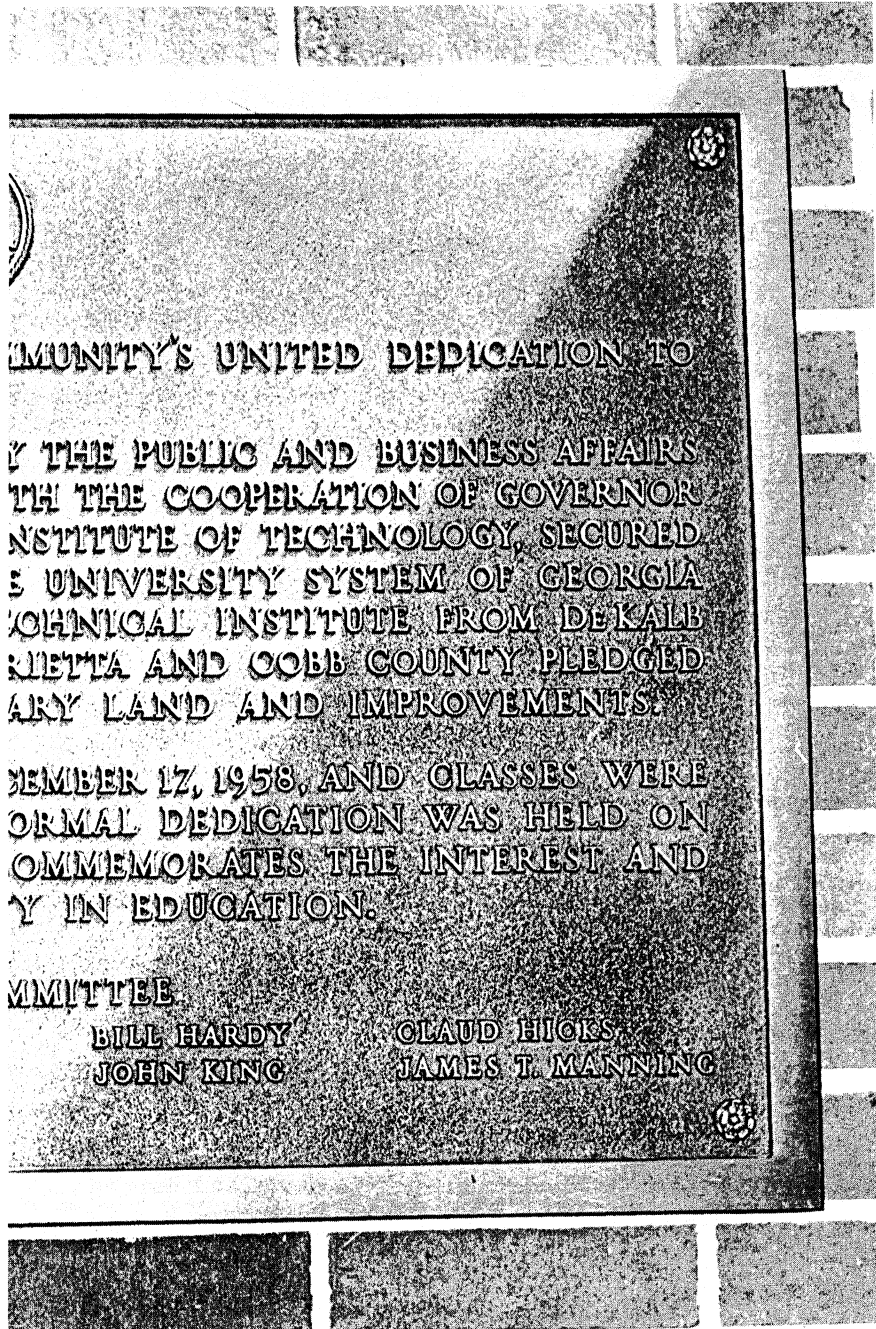 MMUNITY'S UNITED DEDICATION TO
Y THE PUBLIC AND BUSINESS AFFAIRS
TH THE COOPERATION OF GOVERNOR
NSTITUTE OF TECHNOLOGY, SECURED
E UNIVERSITY SYSTEM OF GEORGIA
CHNICAL INSTITUTE FROM DEKALB
RIETTA AND COBB COUNTY PLEDGED
ARY LAND AND IMPROVEMENTS.
CEMBER 17, 1958, AND CLASSES WERE
ORMAL DEDICATION WAS HELD ON
OMMEMORATES THE INTEREST AND
Y IN EDUCATION.
MMITTEE
BILL HARDY CLAUD HICKS
JOHN KING JAMES T. MANNING